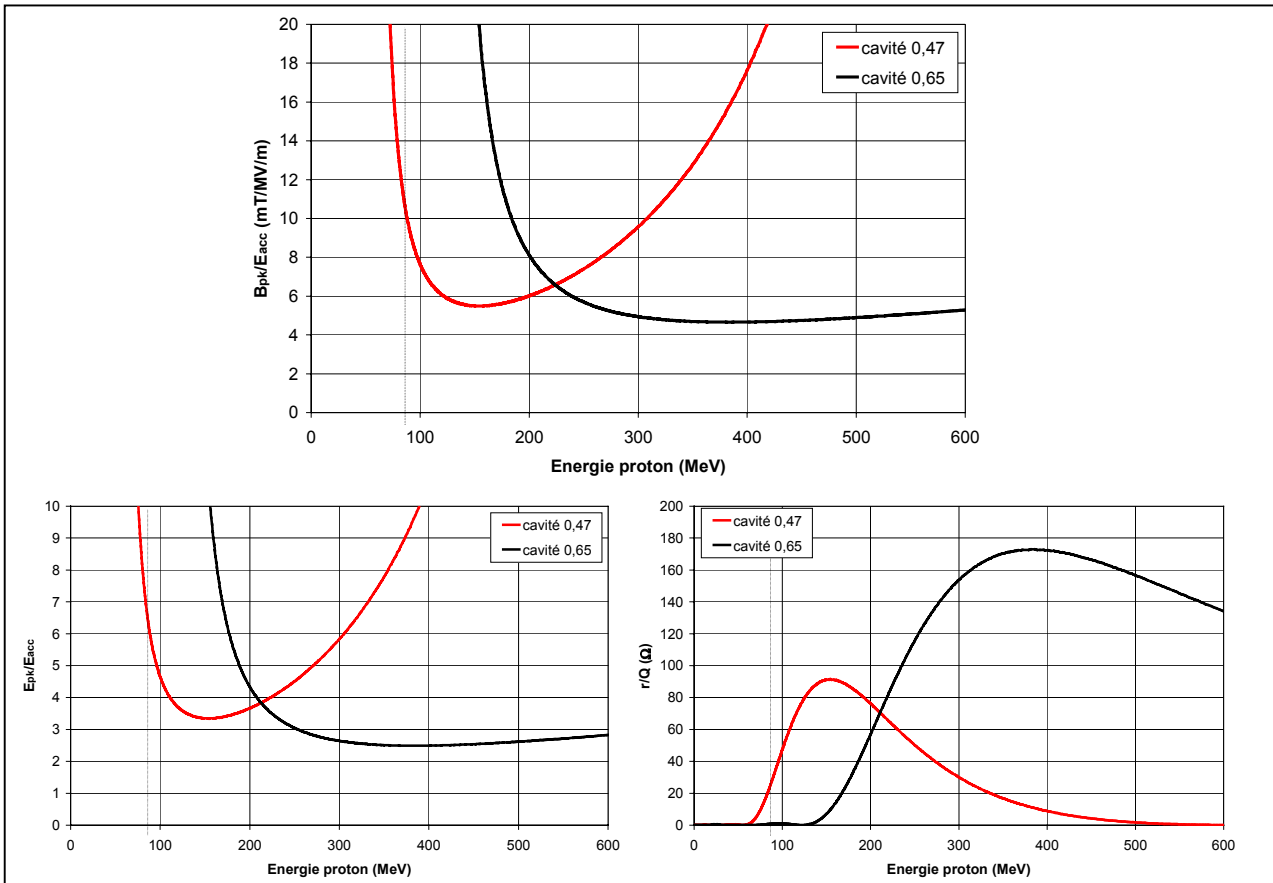 20
18
16
14
12
10
8
6
4
2
0
Bpk/Eacc (mT/MV/m)
cavité 0,47
cavité 0,65
0 100 200 300 400 500 600
Energie proton (MeV)
10
9
8
7
6
5
4
3
2
1
0
Epk/Eacc
cavité 0,47
cavité 0,65
0 100 200 300 400 500 600
Energie proton (MeV)
200
180
160
140
120
100
80
60
40
20
0
r/Q (Ω)
cavité 0,47
cavité 0,65
0 100 200 300 400 500 600
Energie proton (MeV)